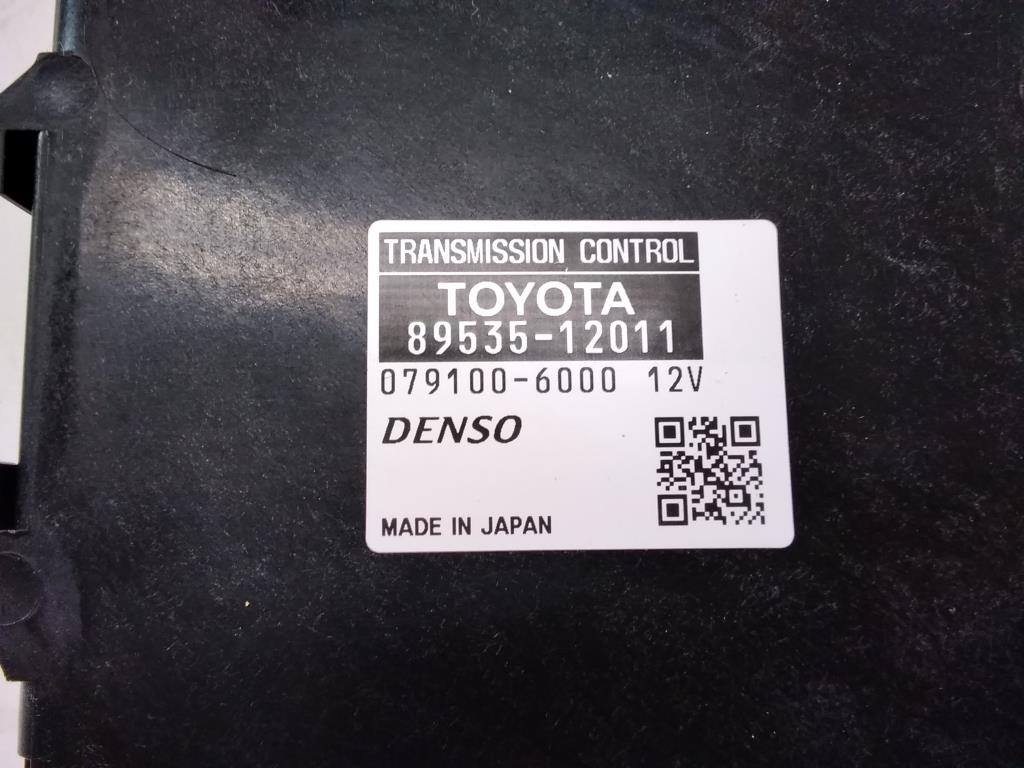 TRANSMISSION CONTROL
TOYOTA
89535-12011
079100-6000 12V
DENSO
MADE IN JAPAN